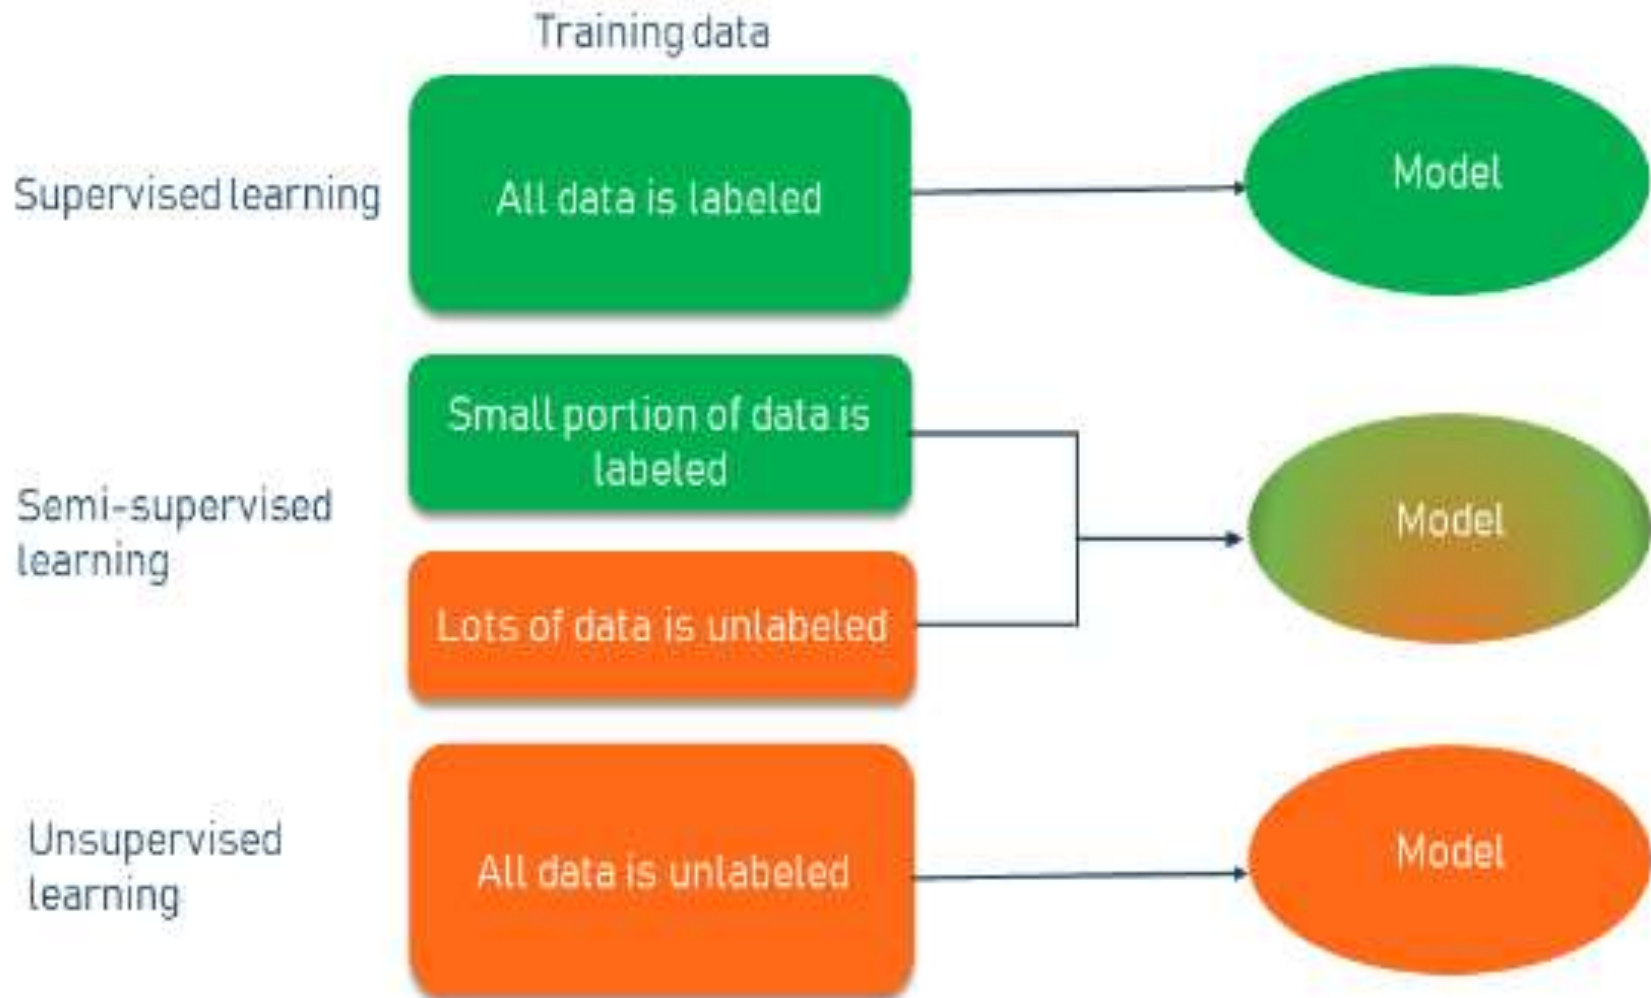 Training data
Supervised learning
All data is labeled
Model
Semi-supervised
learning
Small portion of data is
labeled
Lots of data is unlabeled
Model
Unsupervised
learning
All data is unlabeled
Model